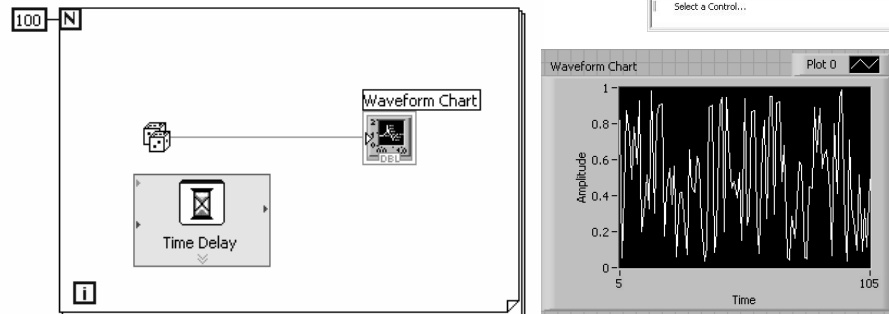 100 N
Waveform Chart
DBL
Time Delay
i
Select a Control...
Waveform Chart
Plot 0
Amplitude
1
0.8
0.6
0.4
0.2
0
5
105
Time